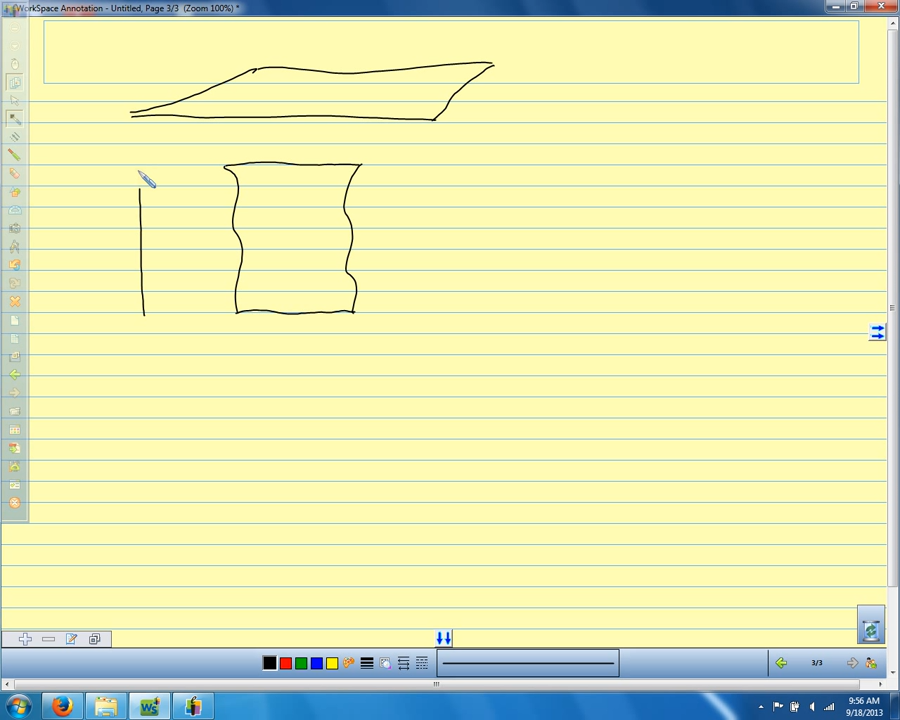 WorkSpace Annotation - Untitled, Page 3/3 (Zoom 100%) *
3/3
9:56 AM
9/18/2013